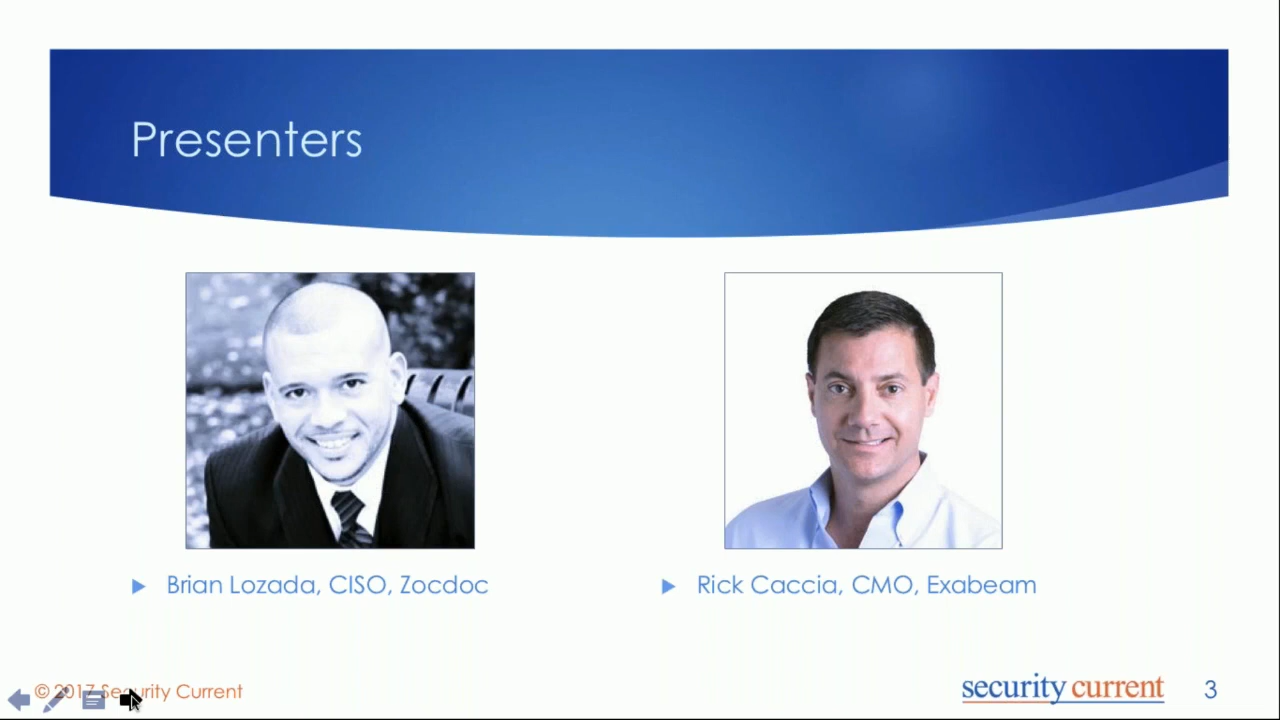 Presenters
Brian Lozada, CISO, Zocdoc
Rick Caccia, CMO, Exabeam
© 2017 Security Current
security current
3